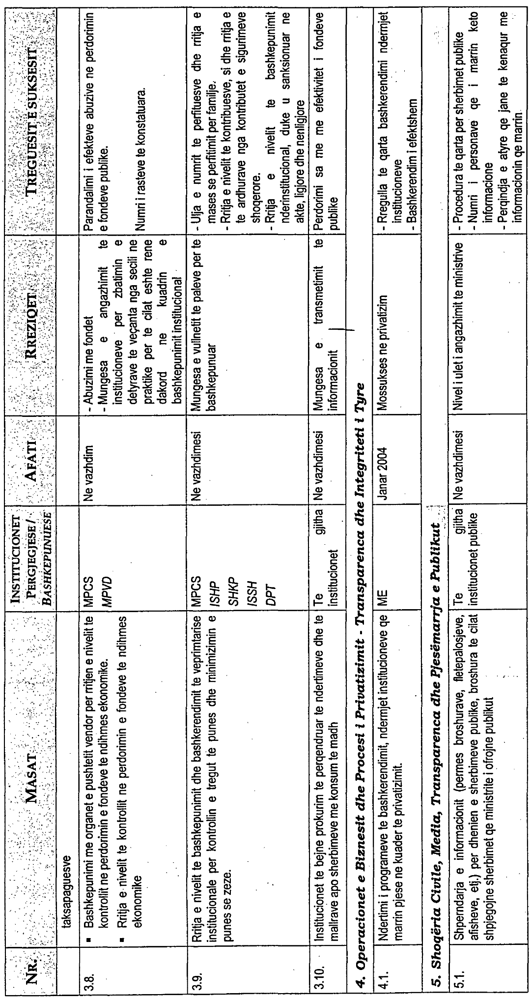 NR.
MASAT
INSTITUCIONET
PERGJEGJESE /
BASHKEPUNUESE
AFATI
RREZIQET
TREGUESIT E SUKSESIT
taksapaguesve
3.8.
▪ Bashkepunimi me organet e pushtetit vendor per rritjen e nivelit te
kontrollit ne perdorimin e fondeve te ndihmes ekonomike.
▪ Rritja e nivelit te kontrollit ne perdorimin e fondeve te ndihmes
ekonomike
MPCS
MPVD
Ne vazhdim
- Abuzimi me fondet
- Mungesa e angazhimit te
institucioneve per zbatimin e
detyrave te veçanta nga secili ne
praktike per te cilat eshte rene
dakord ne kuadrin e
bashkepunimit institucional
Parandalimi i efekteve abuzive ne perdorimin
e fondeve publike.
Numri i rasteve te konstatuara.
3.9.
Rritja e nivelit te bashkepunimit dhe bashkerendimit te veprimtarise
institucionale per kontrollin e tregut te punes dhe minimizimin e
punes se zeze.
MPCS
ISHP
SHKP
ISSH
DPT
Ne vazhdimesi
Mungesa e vullnetit te paleve per te
bashkepunuar
- Ulja e numrit te perfituesve dhe rritja e
mases se perfitimit per familje.
- Rritja e nivelit te kontribuesve, si dhe rritja e
te ardhurave nga kontributet e sigurimeve
shoqerore.
- Rritja e nivelit te bashkepunimit
nderinstitucional, duke u sanksionuar ne
akte, ligjore dhe nenligjore
3.10.
Institucionet te bejne prokurim te perqendruar te ndertimeve dhe te
mallrave apo sherbimeve me konsum te madh
Te gjitha
institucionet
Ne vazhdimesi
Mungesa e transmetimit te
informacionit
Perdorimi sa me me efektivitet i fondeve
publike
4. Operacionet e Biznesit dhe Procesi i Privatizimit - Transparenca dhe Integriteti i Tyre
4.1.
Ndertimi i programeve te bashkerendimit, ndermjet institucioneve qe
marrin pjese ne kuader te privatizimit.
ME
Janar 2004
Mossukses ne privatizim
- Rregulla te qarta bashkerendimi ndermjet
institucioneve
- Bashkerendim i efektshem
5. Shoqëria Civile, Media, Transparenca dhe Pjesëmarrja e Publikut
5.1.
Shperndarja e informacionit (permes broshurave, fletepalosjeve,
afisheve, etj.) per dhenien e sherbimeve publike, broshura te cilat
shpjegojne sherbimet qe ministrite i ofrojne publikut
Te gjitha
institucionet publike
Ne vazhdimesi
Nivel i ulet i angazhimit te ministrive
- Procedura te qarta per sherbimet publike
- Numri i personave qe i marrin keto
informacione
- Perqindja e atyre qe jane te kenaqur me
informacionin qe marrin